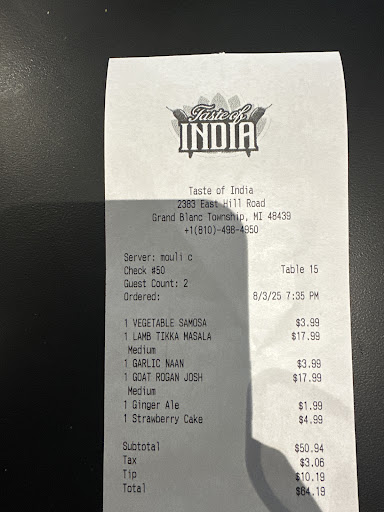 Taste of
INDIA
Taste of India
2383 East Hill Road
Grand Blanc Township, MI 48439
+1(810)-498-4950
Server: mouli c
Check #50 Table 15
Guest Count: 2
Ordered: 8/3/25 7:35 PM
1 VEGETABLE SAMOSA $3.99
1 LAMB TIKKA MASALA $17.99
Medium
1 GARLIC NAAN $3.99
1 GOAT ROGAN JOSH $17.99
Medium
1 Ginger Ale $1.99
1 Strawberry Cake $4.99
Subtotal $50.94
Tax $3.06
Tip $10.19
Total $64.19